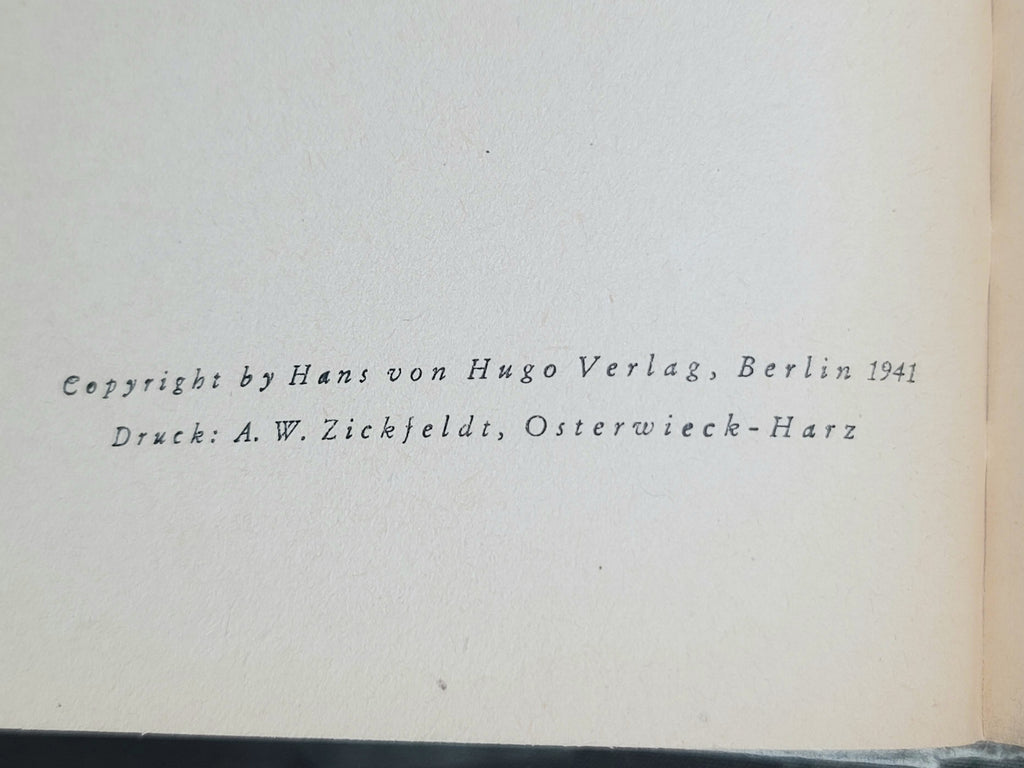 Copyright by Hans von Hugo Verlag, Berlin 1941
Druck: A. W. Zickfeldt, Osterwieck-Harz